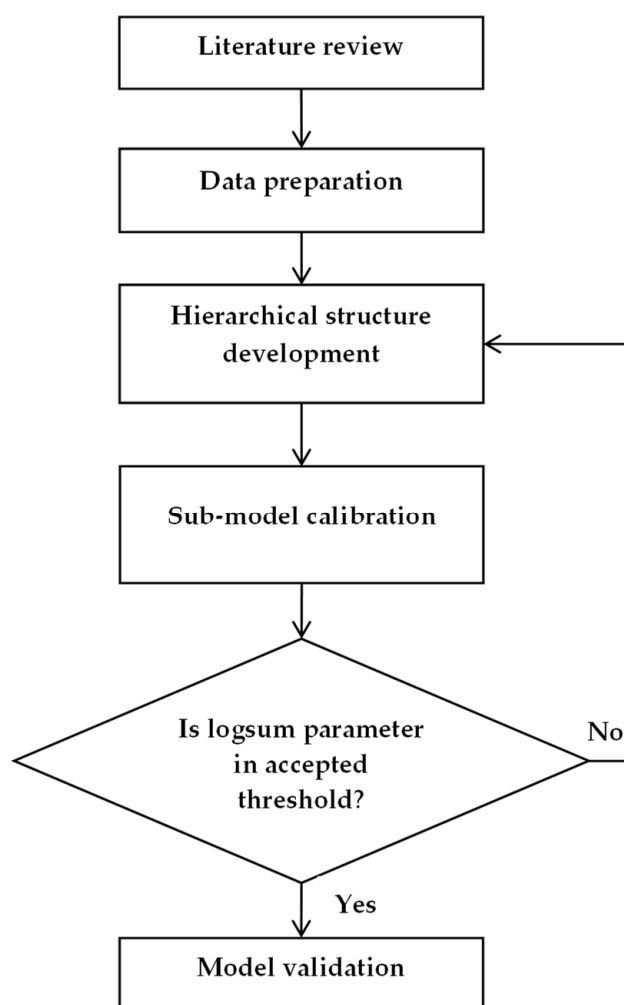 Literature review
Data preparation
Hierarchical structure
development
Sub-model calibration
Is logsum parameter
in accepted
threshold?
No
Yes
Model validation